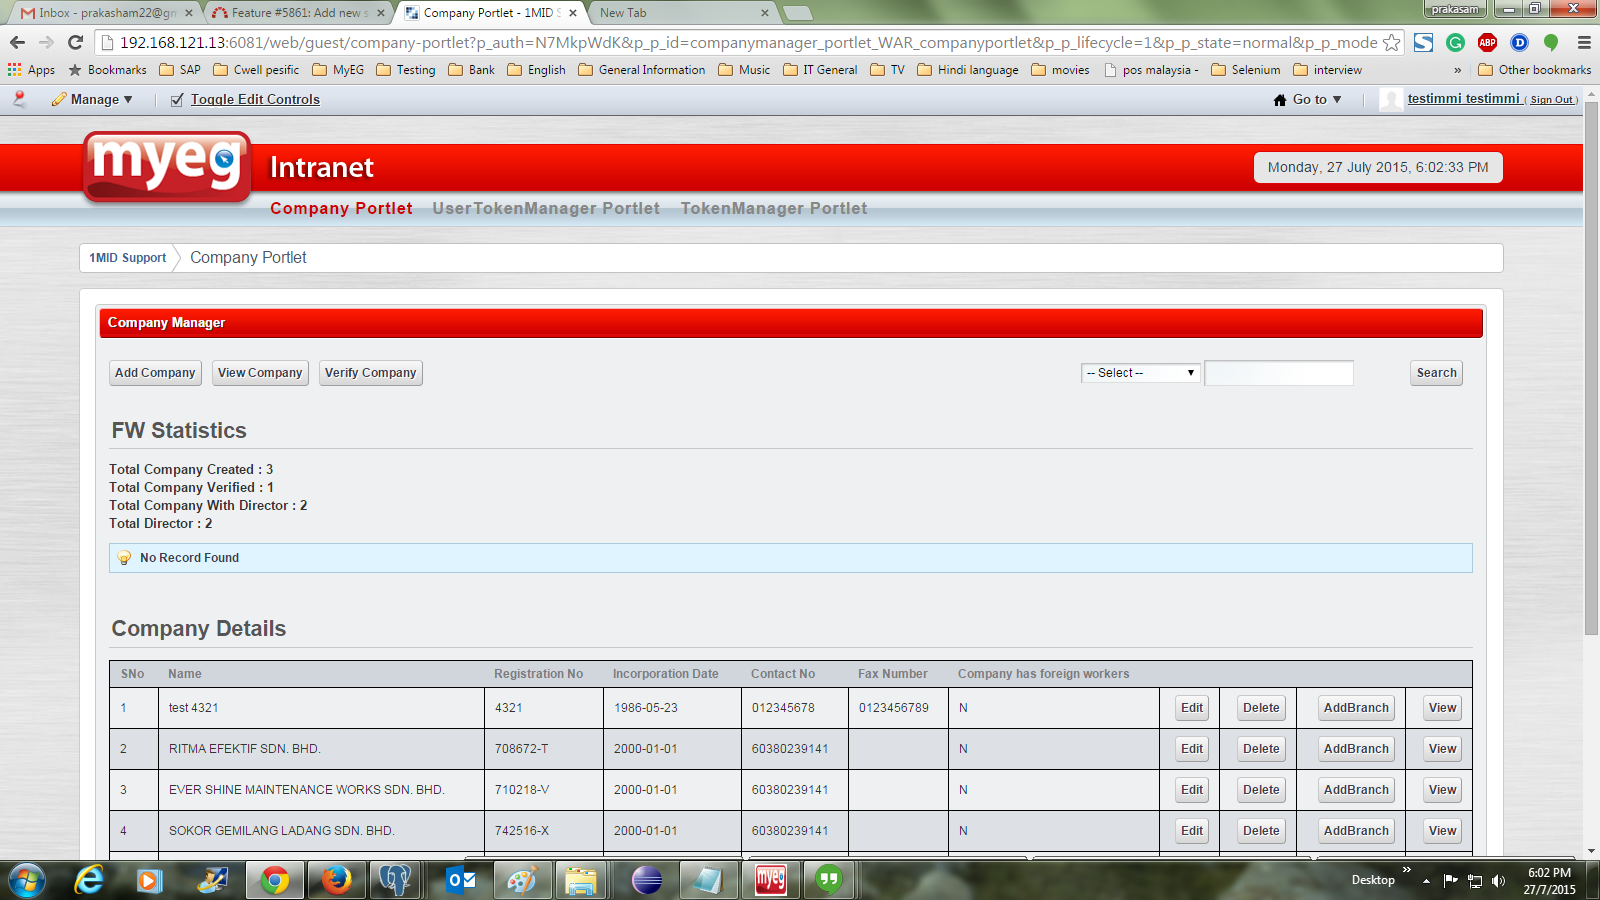 Inbox - prakasham22@gm
Feature #5861: Add new s
Company Portlet - 1MID S
New Tab
prakasam
192.168.121.13:6081/web/guest/company-portlet?p_auth=N7MkpWdK&p_p_id=companymanager_portlet_WAR_companyportlet&p_p_lifecycle=1&p_p_state=normal&p_p_mode
Apps Bookmarks SAP Cwell pesific MyEG Testing Bank English General Information Music IT General TV Hindi language movies pos malaysia - Selenium interview » Other bookmarks
Manage Toggle Edit Controls Go to testimmi testimmi ( Sign Out )
myeg Intranet
Monday, 27 July 2015, 6:02:33 PM
Company Portlet UserTokenManager Portlet TokenManager Portlet
1MID Support Company Portlet
Company Manager
Add Company View Company Verify Company -- Select -- Search
FW Statistics
Total Company Created : 3
Total Company Verified : 1
Total Company With Director : 2
Total Director : 2
No Record Found
Company Details
SNo Name Registration No Incorporation Date Contact No Fax Number Company has foreign workers
1 test 4321 4321 1986-05-23 012345678 0123456789 N Edit Delete AddBranch View
2 RITMA EFEKTIF SDN. BHD. 708672-T 2000-01-01 60380239141 N Edit Delete AddBranch View
3 EVER SHINE MAINTENANCE WORKS SDN. BHD. 710218-V 2000-01-01 60380239141 N Edit Delete AddBranch View
4 SOKOR GEMILANG LADANG SDN. BHD. 742516-X 2000-01-01 60380239141 N Edit Delete AddBranch View
myeg
Desktop »
6:02 PM
27/7/2015